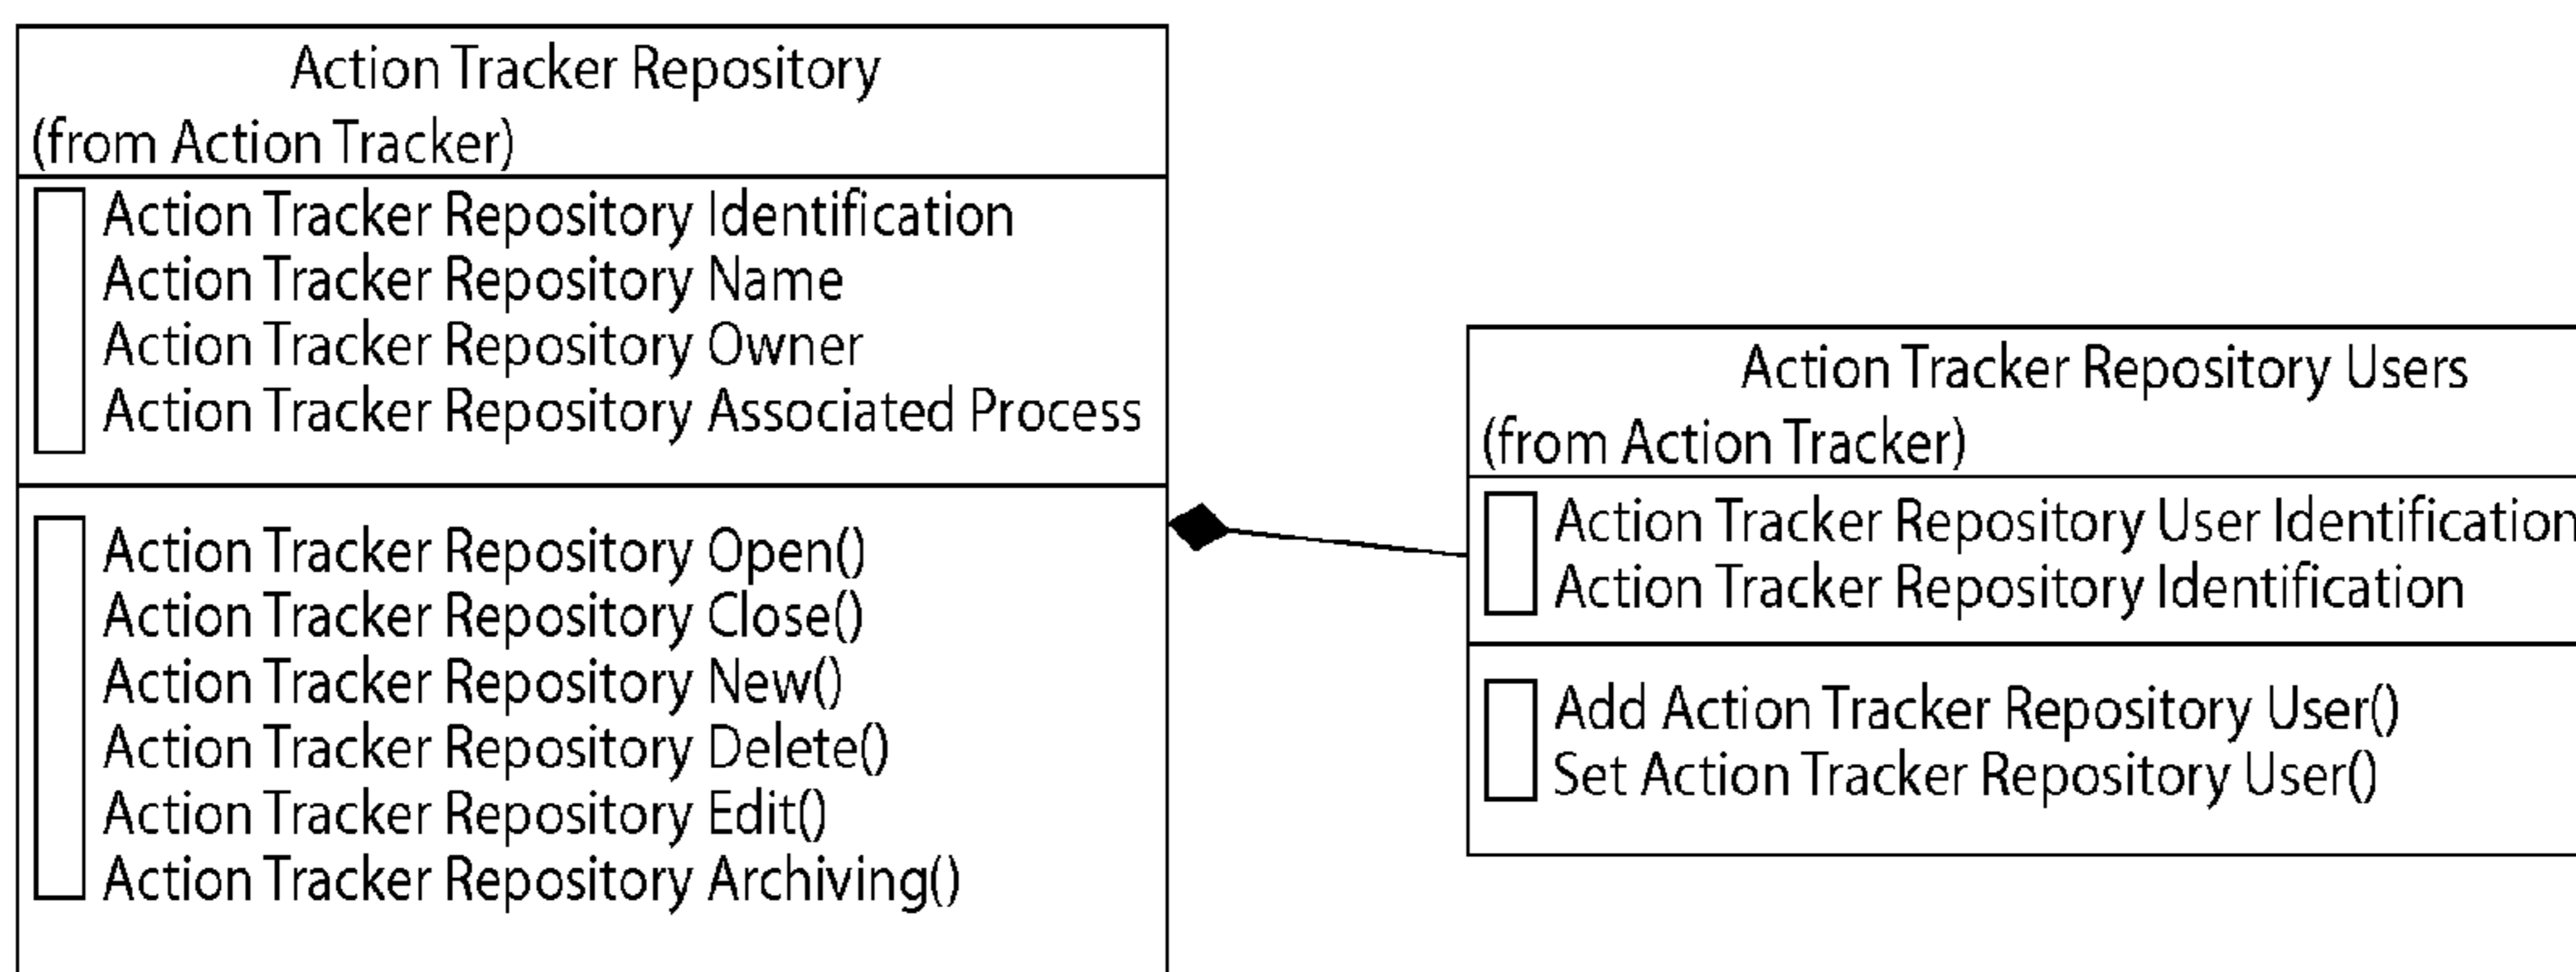 Action Tracker Repository
(from Action Tracker)
Action Tracker Repository Identification
Action Tracker Repository Name
Action Tracker Repository Owner
Action Tracker Repository Associated Process
Action Tracker Repository Open()
Action Tracker Repository Close()
Action Tracker Repository New()
Action Tracker Repository Delete()
Action Tracker Repository Edit()
Action Tracker Repository Archiving()
Action Tracker Repository Users
(from Action Tracker)
Action Tracker Repository User Identification
Action Tracker Repository Identification
Add Action Tracker Repository User()
Set Action Tracker Repository User()